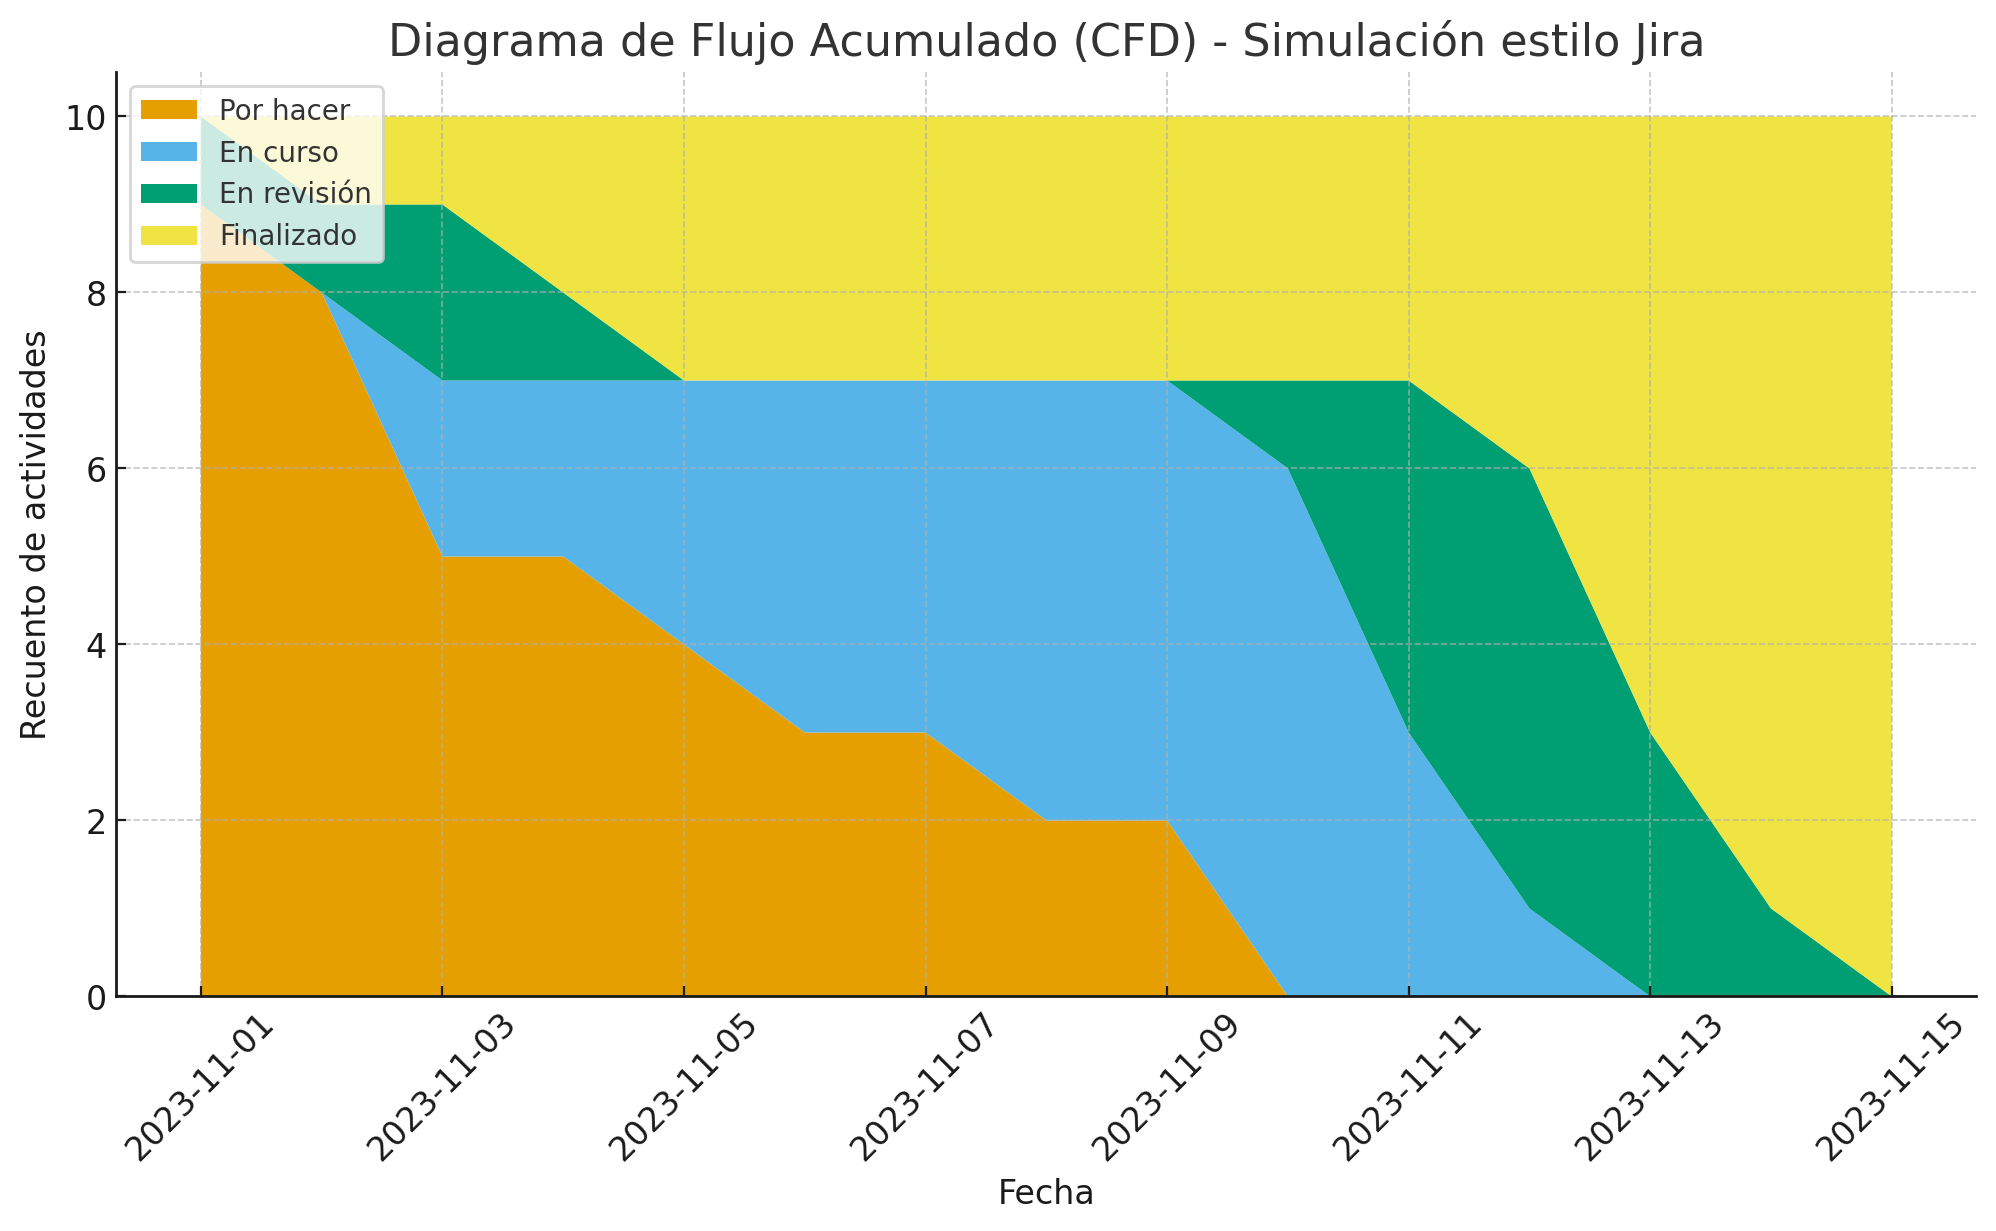 Diagrama de Flujo Acumulado (CFD) - Simulación estilo Jira
Por hacer
En curso
En revisión
Finalizado
Recuento de actividades
10
8
6
4
2
0
2023-11-01
2023-11-03
2023-11-05
2023-11-07
2023-11-09
2023-11-11
2023-11-13
2023-11-15
Fecha